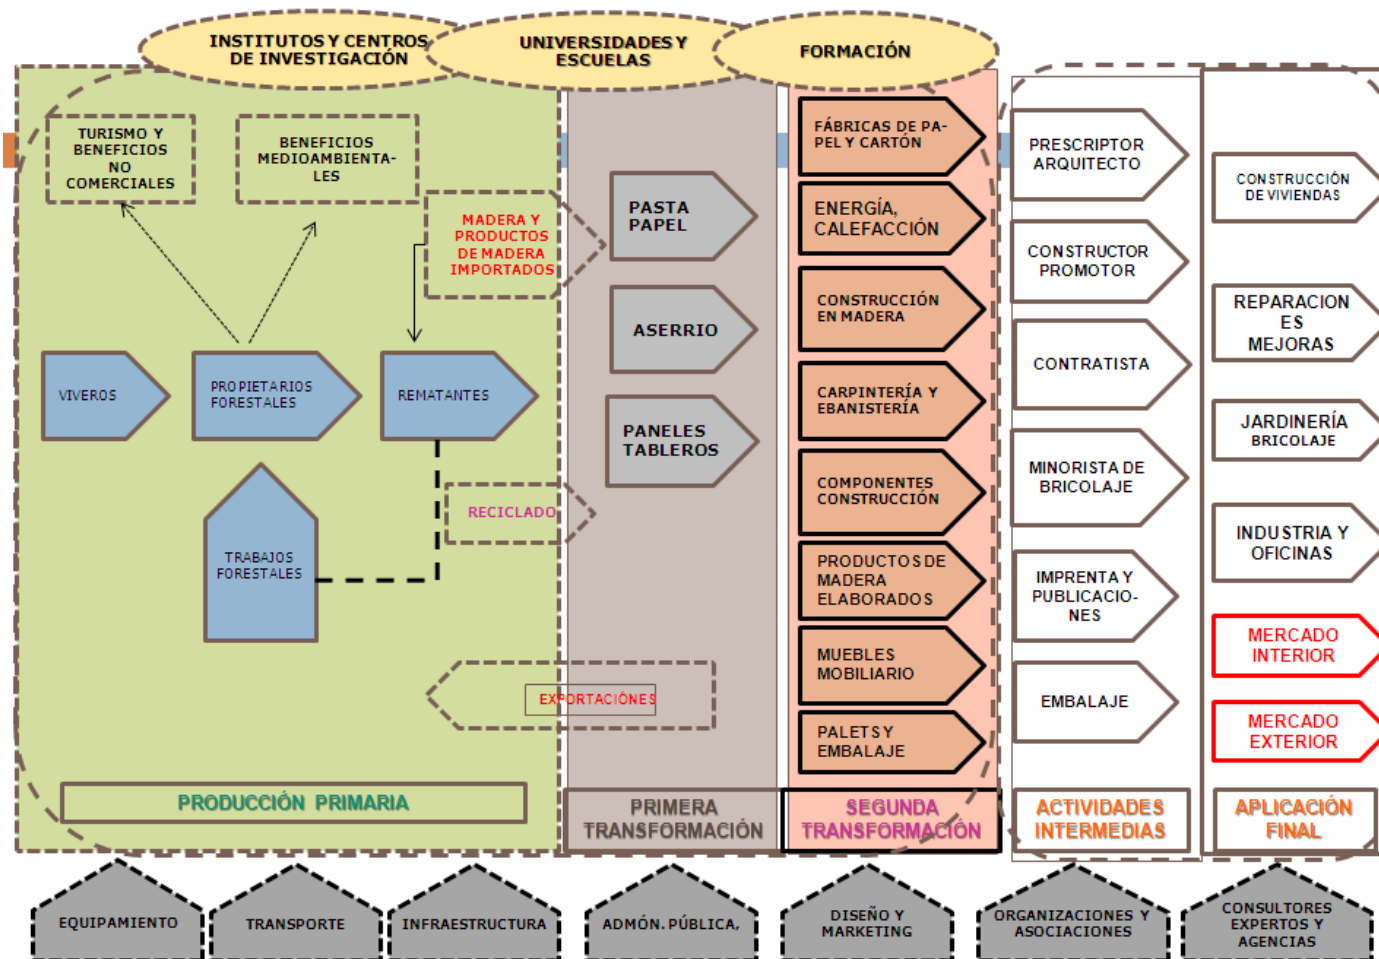 INSTITUTOS Y CENTROS
DE INVESTIGACIÓN
UNIVERSIDADES Y
ESCUELAS
FORMACIÓN
TURISMO Y
BENEFICIOS
NO
COMERCIALES
BENEFICIOS
MEDIOAMBIENTA-
LES
MADERA Y
PRODUCTOS
DE MADERA
IMPORTADOS
VIVEROS
PROPIETARIOS
FORESTALES
REMATANTES
TRABAJOS
FORESTALES
RECICLADO
EXPORTACIÓNES
PRODUCCIÓN PRIMARIA
PASTA
PAPEL
ASERRIO
PANELES
TABLEROS
PRIMERA
TRANSFORMACIÓN
FÁBRICAS DE PA-
PEL Y CARTÓN
ENERGÍA,
CALEFACCIÓN
CONSTRUCCIÓN
EN MADERA
CARPINTERÍA Y
EBANISTERÍA
COMPONENTES
CONSTRUCCIÓN
PRODUCTOS DE
MADERA
ELABORADOS
MUEBLES
MOBILIARIO
PALETS Y
EMBALAJE
SEGUNDA
TRANSFORMACIÓN
PRESCRIPTOR
ARQUITECTO
CONSTRUCTOR
PROMOTOR
CONTRATISTA
MINORISTA DE
BRICOLAJE
IMPRENTA Y
PUBLICACIO-
NES
EMBALAJE
ACTIVIDADES
INTERMEDIAS
CONSTRUCCIÓN
DE VIVIENDAS
REPARACION
ES
MEJORAS
JARDINERÍA
BRICOLAJE
INDUSTRIA Y
OFICINAS
MERCADO
INTERIOR
MERCADO
EXTERIOR
APLICACIÓN
FINAL
EQUIPAMIENTO
TRANSPORTE
INFRAESTRUCTURA
ADMÓN. PÚBLICA,
DISEÑO Y
MARKETING
ORGANIZACIONES Y
ASOCIACIONES
CONSULTORES
EXPERTOS Y
AGENCIAS